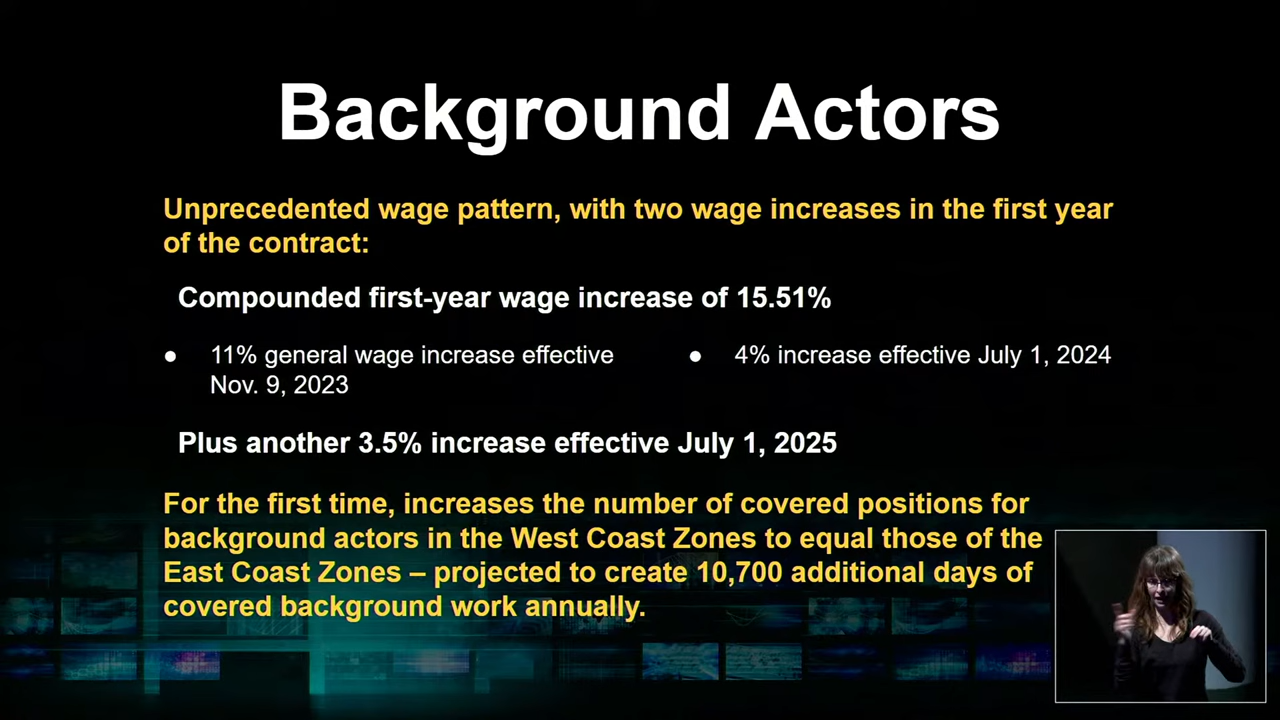 Background Actors
Unprecedented wage pattern, with two wage increases in the first year
of the contract:
Compounded first-year wage increase of 15.51%
● 11% general wage increase effective
Nov. 9, 2023
● 4% increase effective July 1, 2024
Plus another 3.5% increase effective July 1, 2025
For the first time, increases the number of covered positions for
background actors in the West Coast Zones to equal those of the
East Coast Zones – projected to create 10,700 additional days of
covered background work annually.